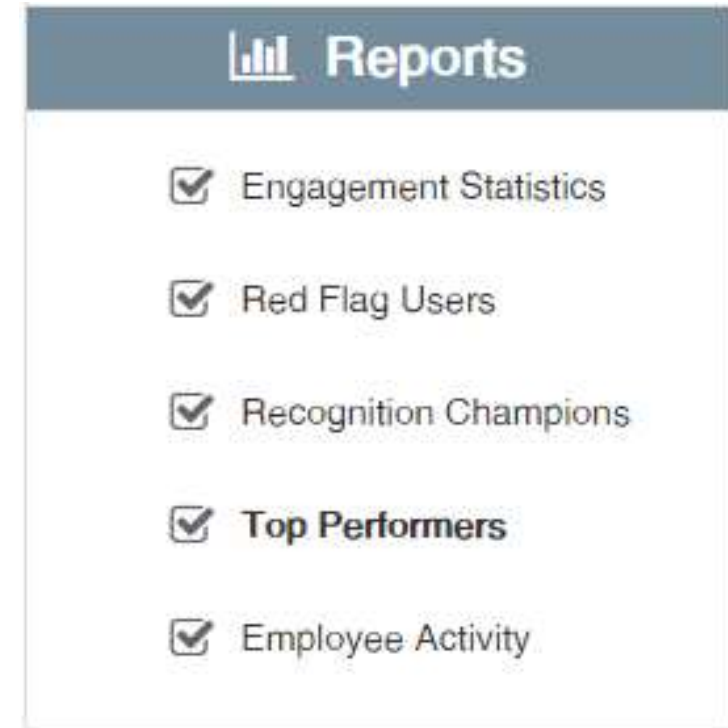 Reports
Engagement Statistics
Red Flag Users
Recognition Champions
Top Performers
Employee Activity